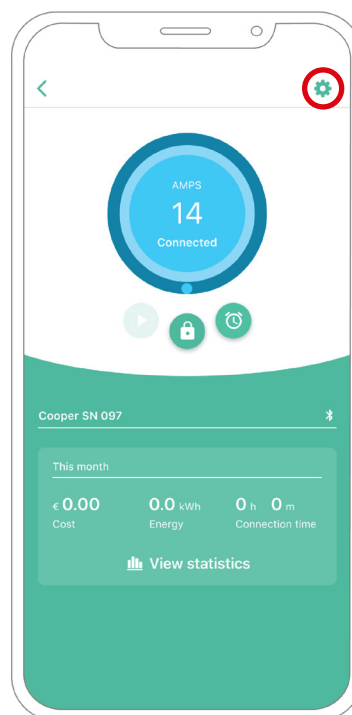 AMPS
14
Connected
Cooper SN 097
This month
€ 0.00 0.0 kWh 0 h 0 m
Cost Energy Connection time
View statistics